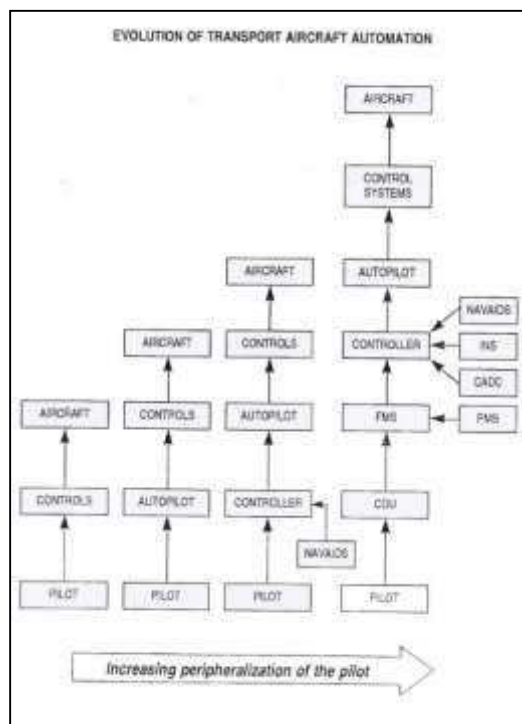 EVOLUTION OF TRANSPORT AIRCRAFT AUTOMATION
AIRCRAFT
CONTROL
SYSTEMS
AIRCRAFT
AUTOPILOT
NAVAIDS
AIRCRAFT
CONTROLS
CONTROLLER
INS
CADC
AIRCRAFT
CONTROLS
AUTOPILOT
FMS
PMS
CONTROLS
AUTOPILOT
CONTROLLER
CDU
NAVAIDS
PILOT
PILOT
PILOT
PILOT
Increasing peripheralization of the pilot